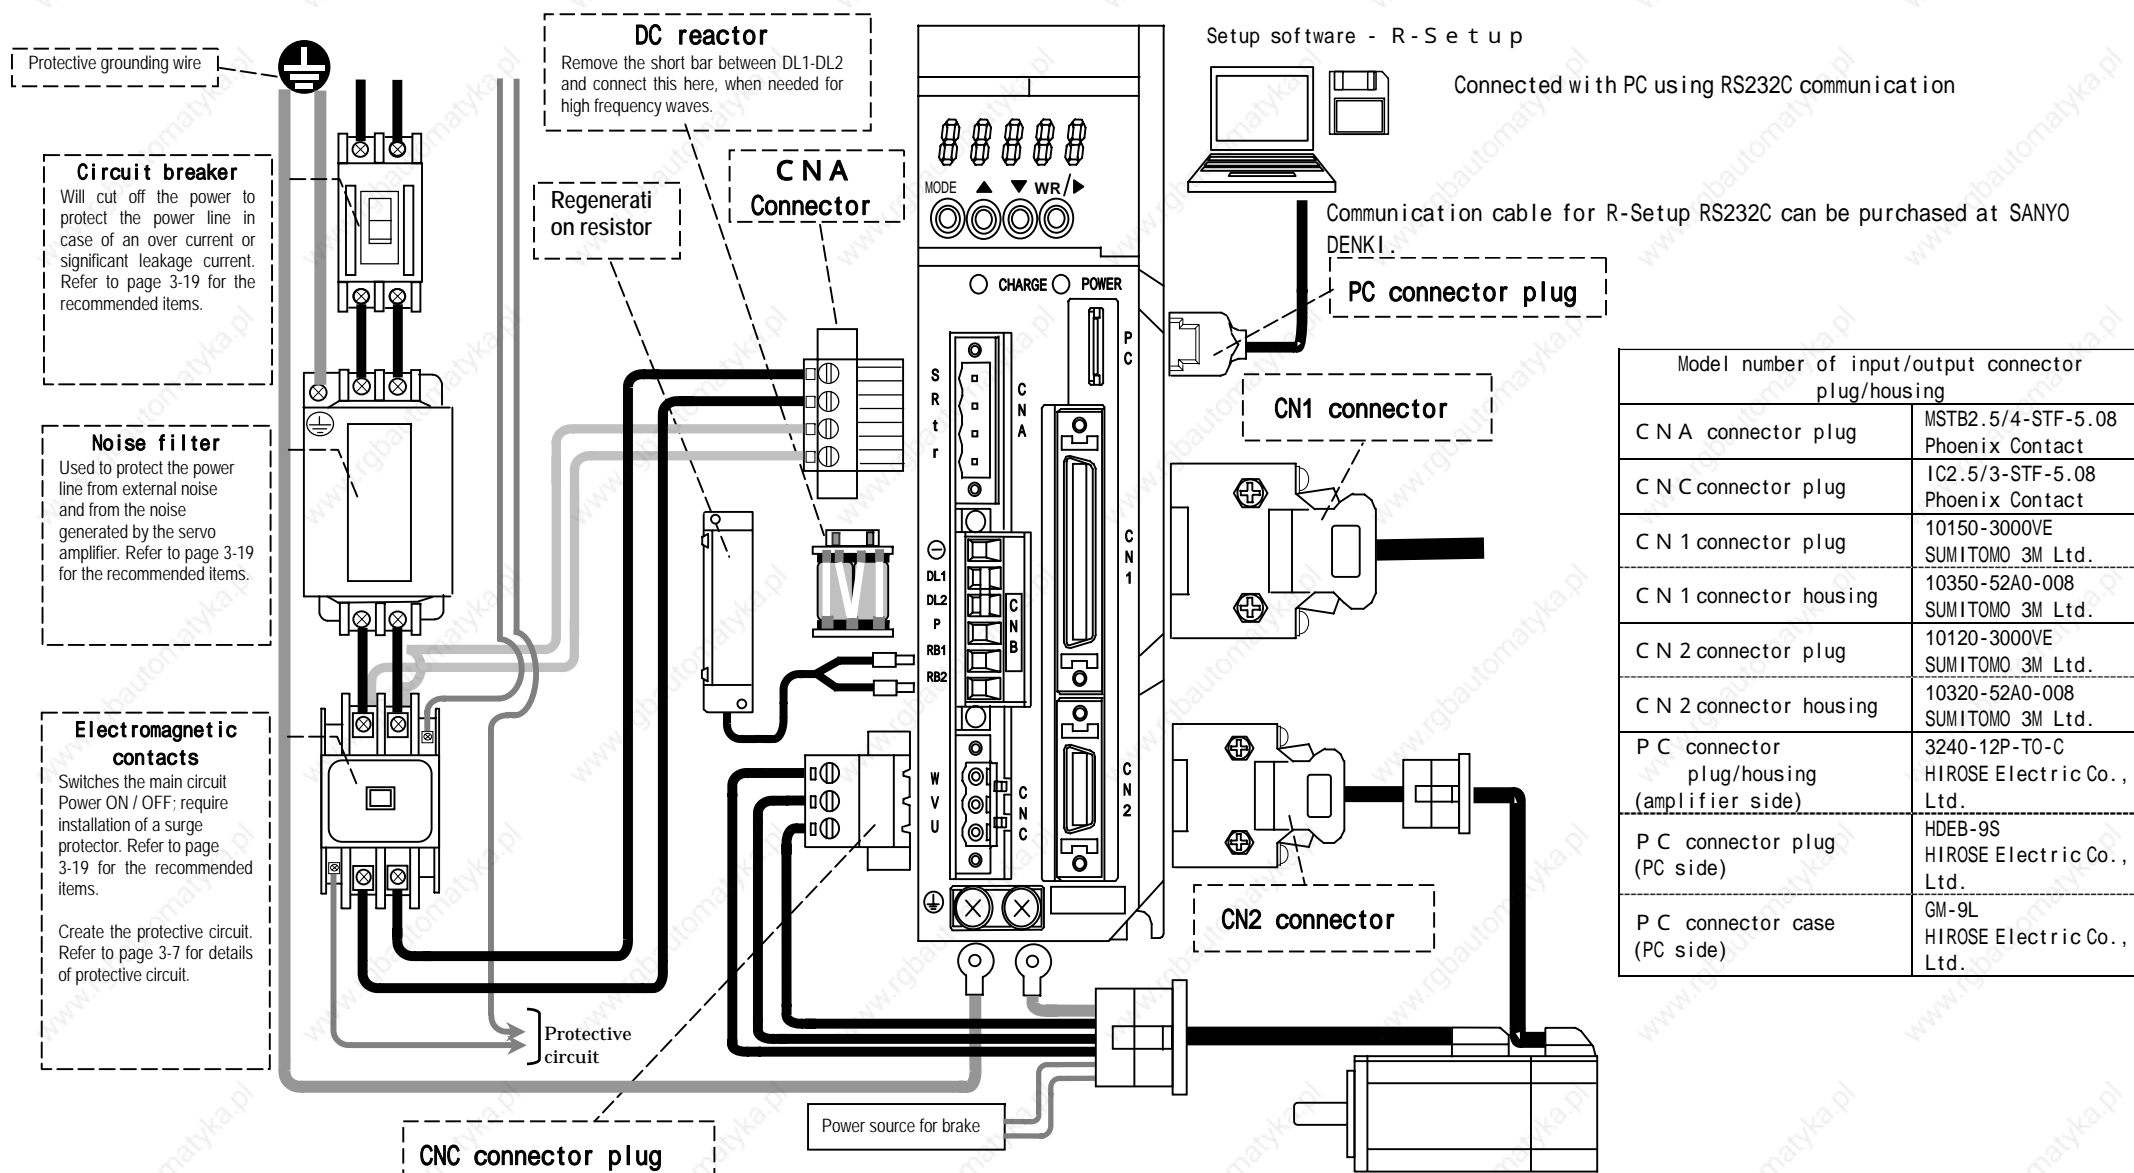 Protective grounding wire
DC reactor
Remove the short bar between DL1-DL2
and connect this here, when needed for
high frequency waves.
Setup software - R-Setup
Connected with PC using RS232C communication
Circuit breaker
Will cut off the power to
protect the power line in
case of an over current or
significant leakage current.
Refer to page 3-19 for the
recommended items.
Regenerati
on resistor
CNA
Connector
MODE ▲ ▼ WR/▶
Communication cable for R-Setup RS232C can be purchased at SANYO
DENKI.
PC connector plug
CHARGE POWER
PC
S
R
t
r
CNA
CN1 connector
Noise filter
Used to protect the power
line from external noise
and from the noise
generated by the servo
amplifier. Refer to page 3-19
for the recommended items.
CN1
DL1
DL2
P
RB1
RB2
CNB
Electromagnetic
contacts
Switches the main circuit
Power ON / OFF; require
installation of a surge
protector. Refer to page
3-19 for the recommended
items.
Create the protective circuit.
Refer to page 3-7 for details
of protective circuit.
W
V
U
CNC
CN2
CN2 connector
Protective
circuit
Power source for brake
CNC connector plug
Model number of input/output connector
plug/housing
CNA connector plug
MSTB2.5/4-STF-5.08
Phoenix Contact
CNC connector plug
IC2.5/3-STF-5.08
Phoenix Contact
CN1 connector plug
10150-3000VE
SUMITOMO 3M Ltd.
CN1 connector housing
10350-52A0-008
SUMITOMO 3M Ltd.
CN2 connector plug
10120-3000VE
SUMITOMO 3M Ltd.
CN2 connector housing
10320-52A0-008
SUMITOMO 3M Ltd.
PC connector
plug/housing
(amplifier side)
3240-12P-TO-C
HIROSE Electric Co.,
Ltd.
PC connector plug
(PC side)
HDEB-9S
HIROSE Electric Co.,
Ltd.
PC connector case
(PC side)
GM-9L
HIROSE Electric Co.,
Ltd.
www.rgbautomatyka.pl